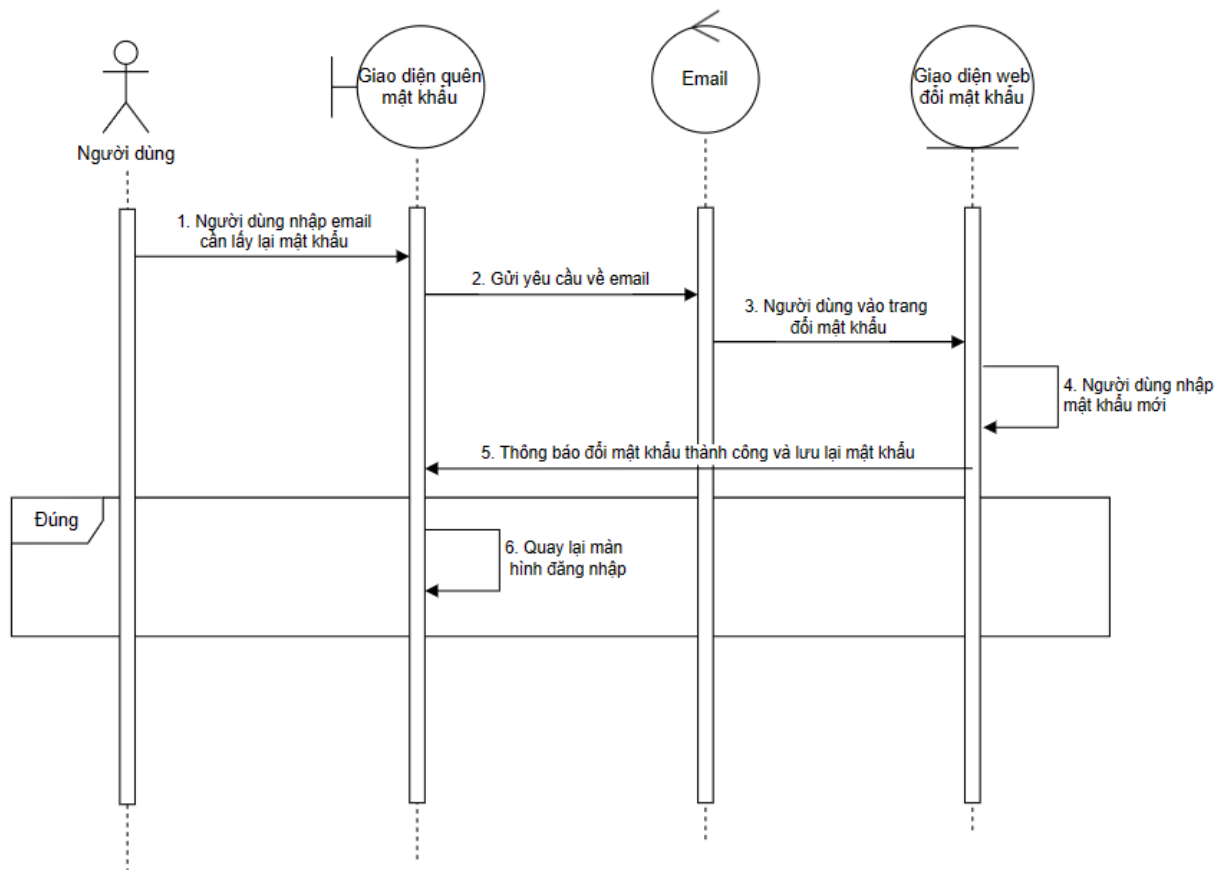 Giao diện quên
mật khẩu
Email
Giao diện web
đổi mật khẩu
Người dùng
1. Người dùng nhập email
cần lấy lại mật khẩu
2. Gửi yêu cầu về email
3. Người dùng vào trang
đổi mật khẩu
4. Người dùng nhập
mật khẩu mới
5. Thông báo đổi mật khẩu thành công và lưu lại mật khẩu
Đúng
6. Quay lại màn
hình đăng nhập